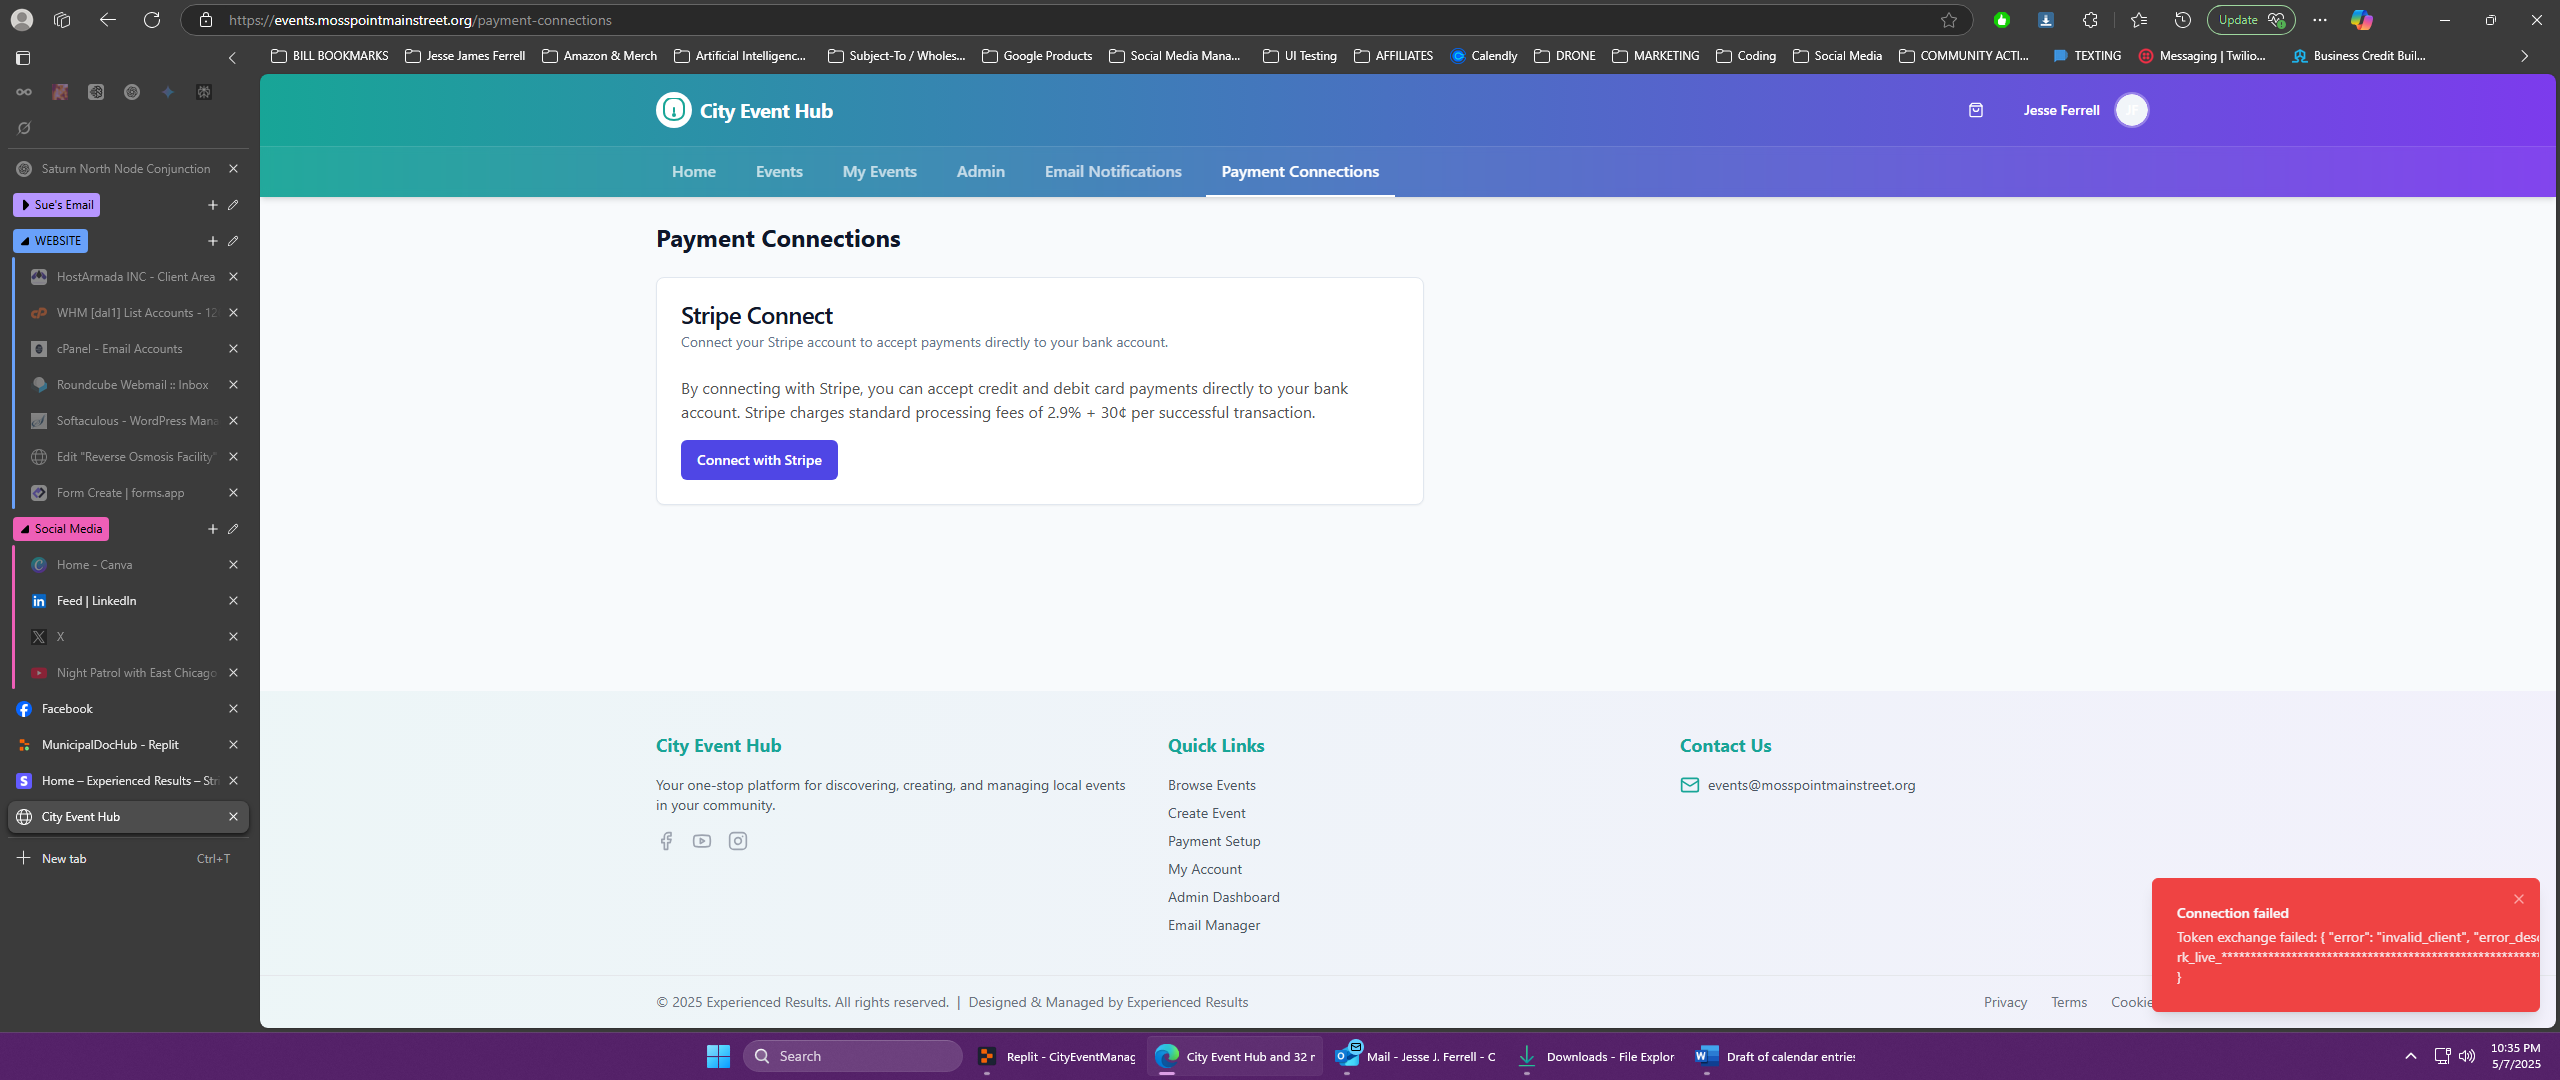 https://events.mosspointmainstreet.org/payment-connections
Update
BILL BOOKMARKS
Jesse James Ferrell
Amazon & Merch
Artificial Intelligenc...
Subject-To / Wholes...
Google Products
Social Media Mana...
UI Testing
AFFILIATES
Calendly
DRONE
MARKETING
Coding
Social Media
COMMUNITY ACTI...
TEXTING
Messaging | Twilio...
Business Credit Buil...
Saturn North Node Conjunction
Sue's Email
WEBSITE
HostArmada INC - Client Area
WHM [dal1] List Accounts - 12
cPanel - Email Accounts
Roundcube Webmail :: Inbox
Softaculous - WordPress Mana
Edit "Reverse Osmosis Facility"
Form Create | forms.app
Social Media
Home - Canva
Feed | LinkedIn
X
Night Patrol with East Chicago
Facebook
MunicipalDocHub - Replit
Home – Experienced Results – Str
City Event Hub
New tab
Ctrl+T
City Event Hub
Jesse Ferrell
JF
Home
Events
My Events
Admin
Email Notifications
Payment Connections
Payment Connections
Stripe Connect
Connect your Stripe account to accept payments directly to your bank account.
By connecting with Stripe, you can accept credit and debit card payments directly to your bank
account. Stripe charges standard processing fees of 2.9% + 30¢ per successful transaction.
Connect with Stripe
City Event Hub
Your one-stop platform for discovering, creating, and managing local events
in your community.
Quick Links
Browse Events
Create Event
Payment Setup
My Account
Admin Dashboard
Email Manager
Contact Us
events@mosspointmainstreet.org
© 2025 Experienced Results. All rights reserved. | Designed & Managed by Experienced Results
Privacy
Terms
Cookie
Connection failed
Token exchange failed: { "error": "invalid_client", "error_desc
rk_live_******************************************************
}
Search
Replit - CityEventManag
City Event Hub and 32 r
Mail - Jesse J. Ferrell - C
Downloads - File Explor
Draft of calendar entries
10:35 PM
5/7/2025